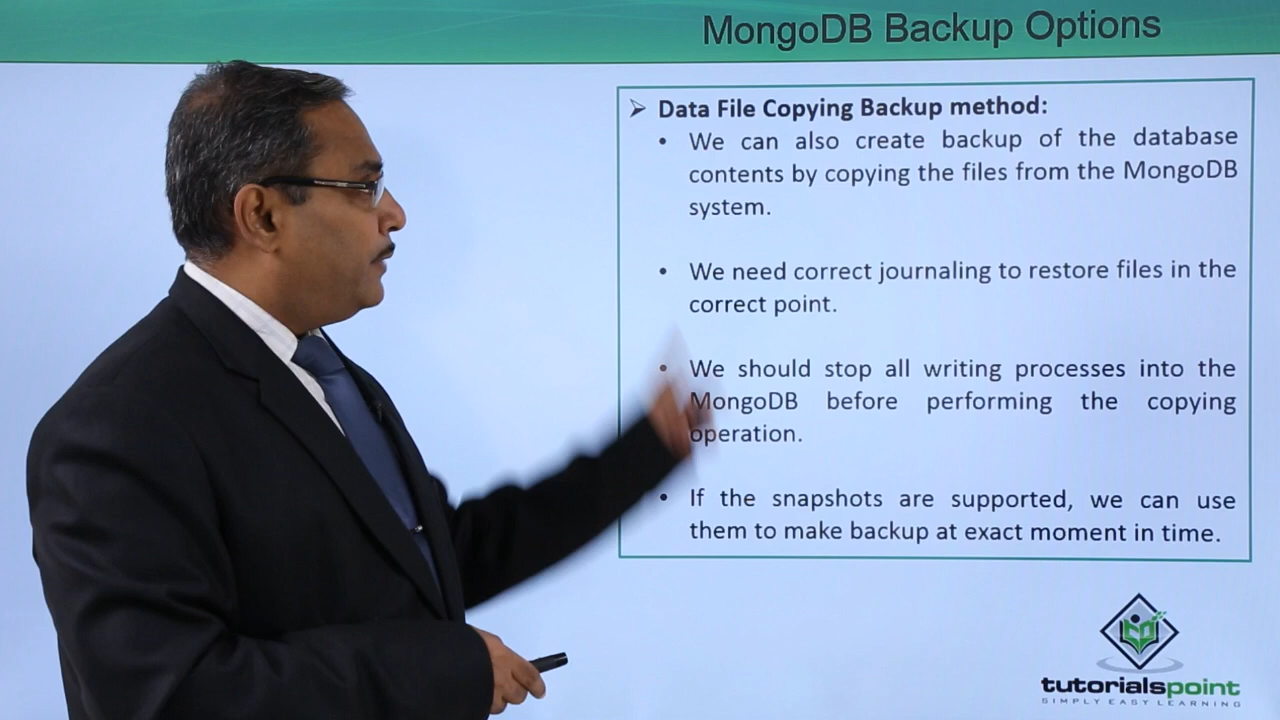 MongoDB Backup Options
➢ Data File Copying Backup method:
• We can also create backup of the database
contents by copying the files from the MongoDB
system.
• We need correct journaling to restore files in the
correct point.
• We should stop all writing processes into the
MongoDB before performing the copying
operation.
• If the snapshots are supported, we can use
them to make backup at exact moment in time.
tutorialspoint
SIMPLY EASY LEARNING